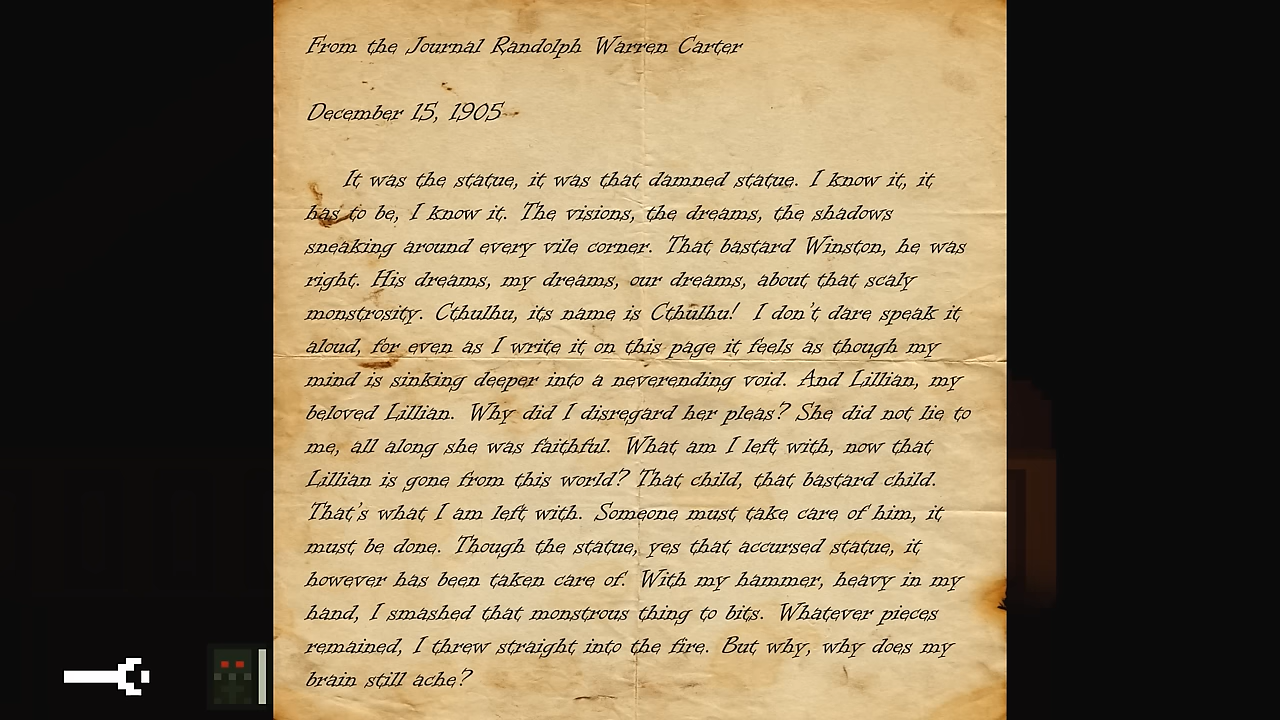 From the Journal Randolph Warren Carter
December 15, 1905
It was the statue, it was that damned statue. I know it, it
has to be, I know it. The visions, the dreams, the shadows
sneaking around every vile corner. That bastard Winston, he was
right. His dreams, my dreams, our dreams, about that scaly
monstrosity. Cthulhu, its name is Cthulhu! I don't dare speak it
aloud, for even as I write it on this page it feels as though my
mind is sinking deeper into a neverending void. And Lillian, my
beloved Lillian. Why did I disregard her pleas? She did not lie to
me, all along she was faithful. What am I left with, now that
Lillian is gone from this world? That child, that bastard child.
That's what I am left with. Someone must take care of him, it
must be done. Though the statue, yes that accursed statue, it
however has been taken care of. With my hammer, heavy in my
hand, I smashed that monstrous thing to bits. Whatever pieces
remained, I threw straight into the fire. But why, why does my
brain still ache?